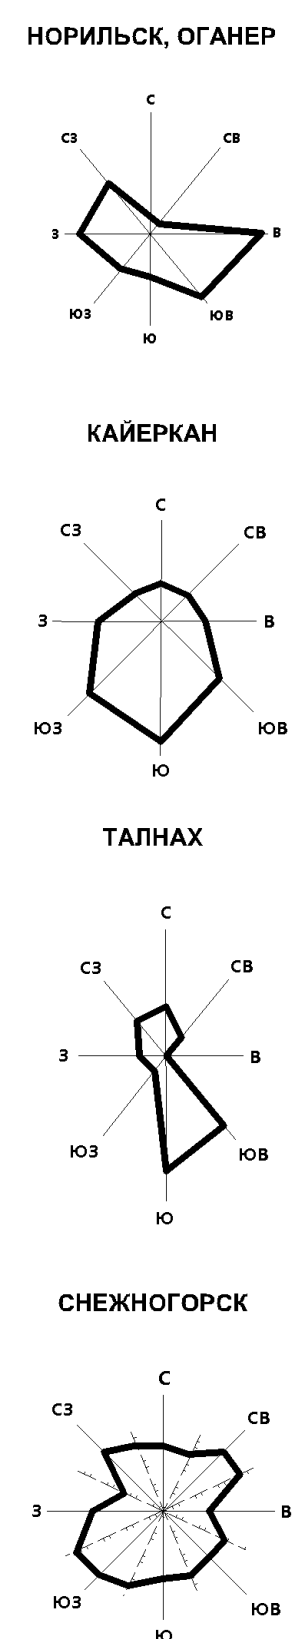 НОРИЛЬСК, ОГАНЕР
С
СЗ СВ
З В
ЮЗ ЮВ
Ю
КАЙЕРКАН
С
СЗ СВ
З В
ЮЗ ЮВ
Ю
ТАЛНАХ
С
СЗ СВ
З В
ЮЗ ЮВ
Ю
СНЕЖНОГОРСК
С
СЗ СВ
З В
ЮЗ ЮВ
Ю